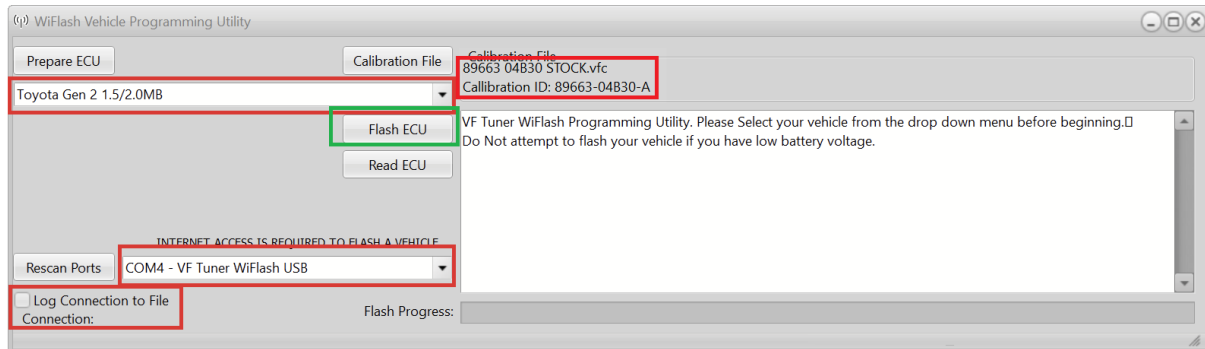 WiFlash Vehicle Programming Utility
Prepare ECU
Calibration File
Calibration File
89663 04B30 STOCK.vfc
Callibration ID: 89663-04B30-A
Toyota Gen 2 1.5/2.0MB
Flash ECU
VF Tuner WiFlash Programming Utility. Please Select your vehicle from the drop down menu before beginning.
Do Not attempt to flash your vehicle if you have low battery voltage.
Read ECU
INTERNET ACCESS IS REQUIRED TO FLASH A VEHICLE
Rescan Ports
COM4 - VF Tuner WiFlash USB
Log Connection to File
Connection:
Flash Progress: